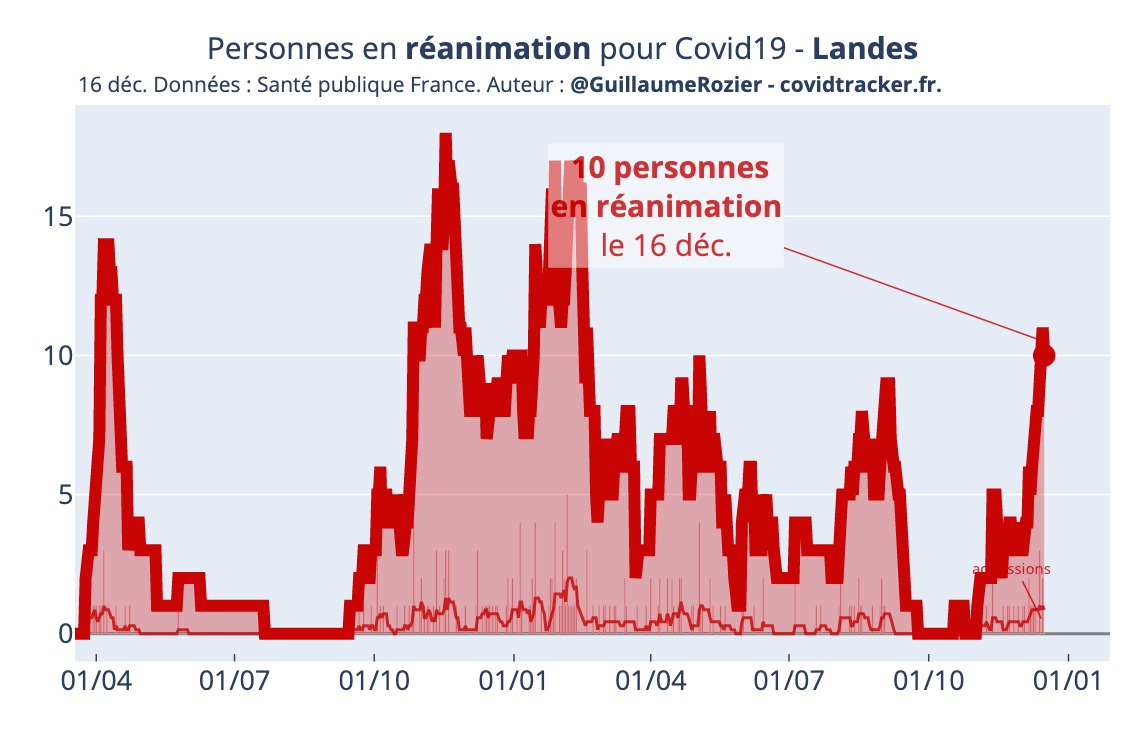 Personnes en réanimation pour Covid19 - Landes
16 déc. Données : Santé publique France. Auteur : @GuillaumeRozier - covidtracker.fr.
10 personnes
en réanimation
le 16 déc.
15
10
5
0
admissions
01/04 01/07 01/10 01/01 01/04 01/07 01/10 01/01